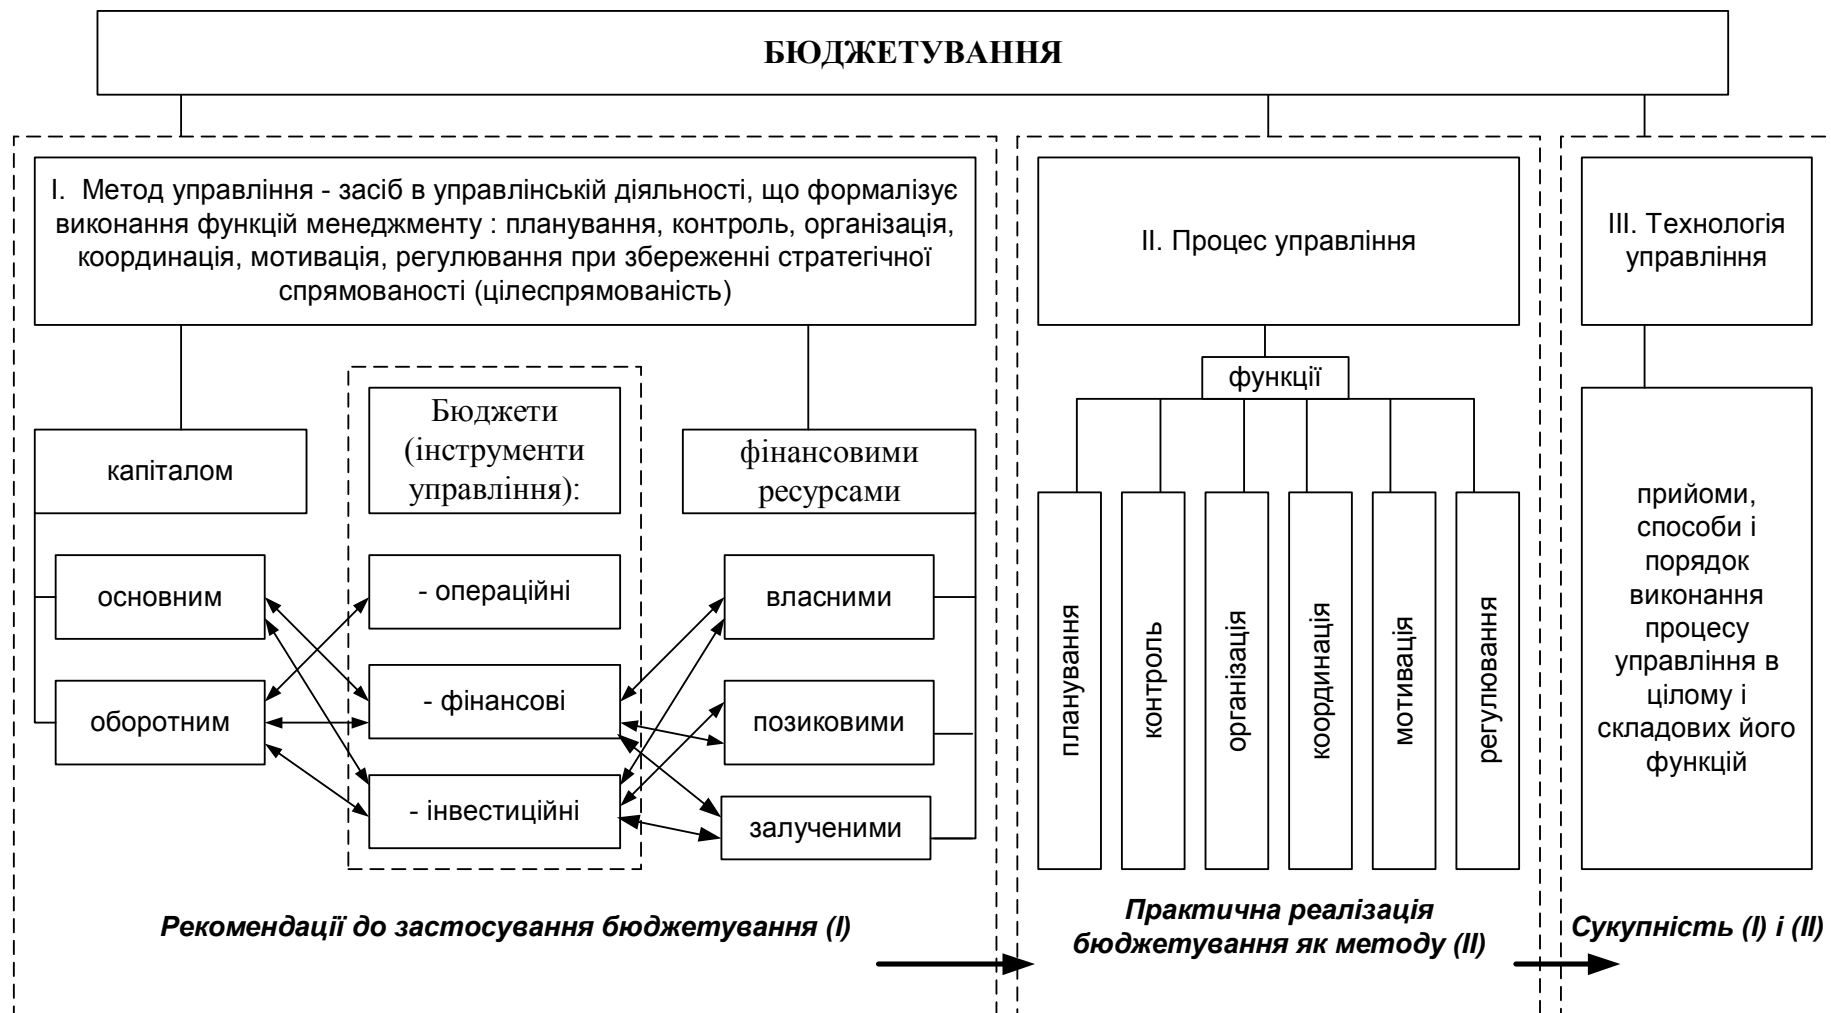 БЮДЖЕТУВАННЯ
I. Метод управління - засіб в управлінській діяльності, що формалізує
виконання функцій менеджменту : планування, контроль, організація,
координація, мотивація, регулювання при збереженні стратегічної
спрямованості (цілеспрямованість)
капіталом
основним
оборотним
Бюджети
(інструменти
управління):
- операційні
- фінансові
- інвестиційні
фінансовими
ресурсами
власними
позиковими
залученими
Рекомендації до застосування бюджетування (I)
II. Процес управління
функції
планування
контроль
організація
координація
мотивація
регулювання
Практична реалізація
бюджетування як методу (II)
III. Технологія
управління
прийоми,
способи і
порядок
виконання
процесу
управління в
цілому і
складових його
функцій
Сукупність (I) і (II)